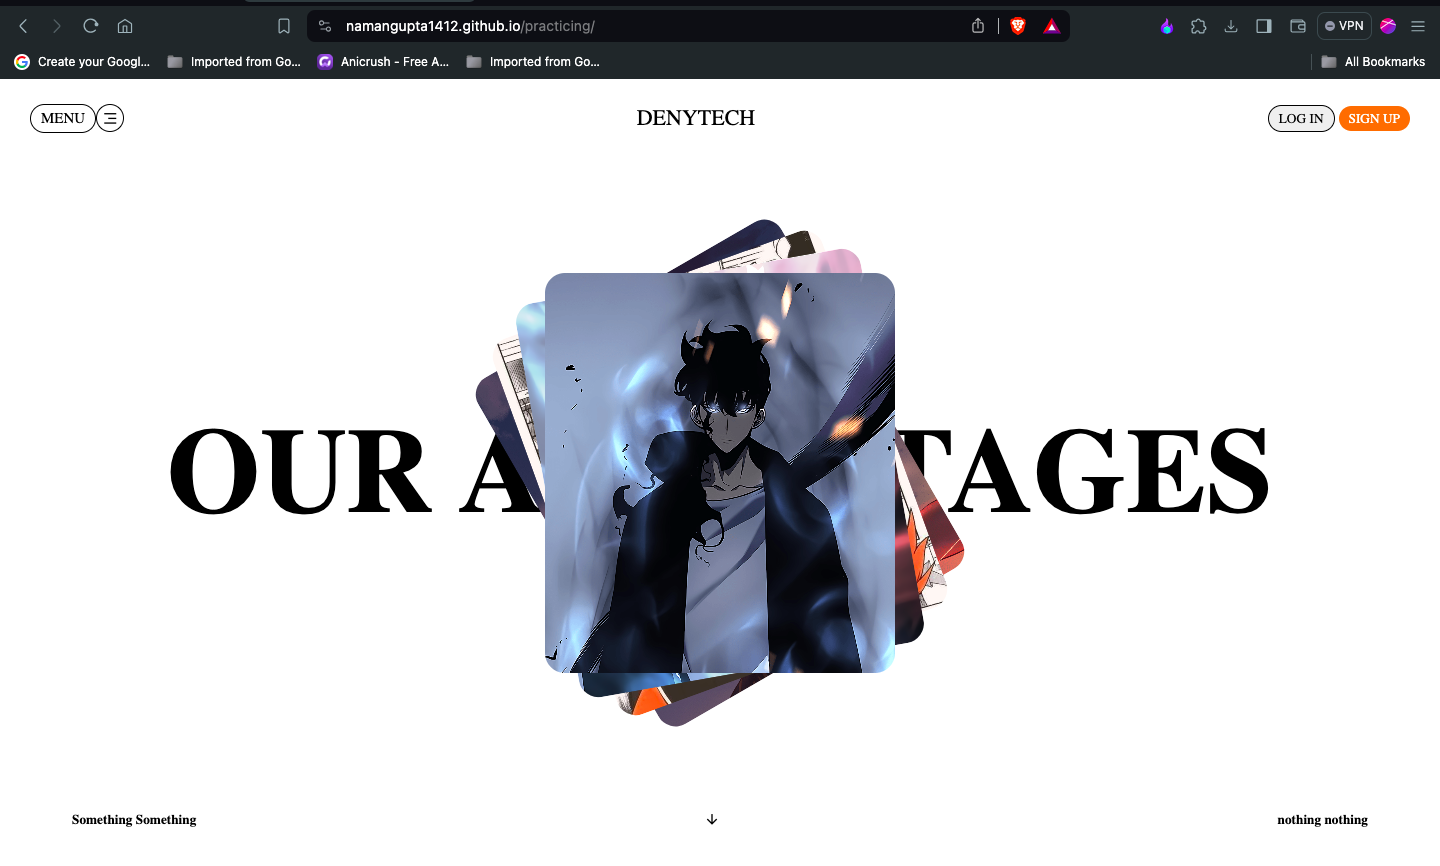 namangupta1412.github.io/practicing/
VPN
Create your Googl...
Imported from Go...
Anicrush - Free A...
Imported from Go...
All Bookmarks
MENU
DENYTECH
LOG IN
SIGN UP
OUR A TAGES
Something Something
nothing nothing